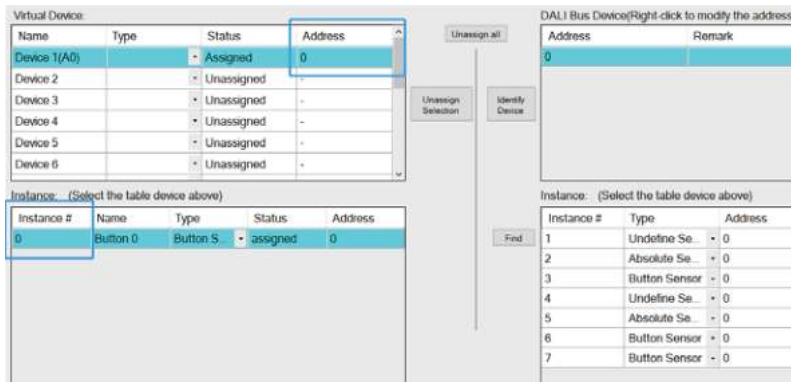 Virtual Device:
Name Type Status Address
Device 1(A0) Assigned 0
Device 2 Unassigned -
Device 3 Unassigned -
Device 4 Unassigned -
Device 5 Unassigned -
Device 6 Unassigned -
Instance: (Select the table device above)
Instance # Name Type Status Address
0 Button 0 Button S... assigned 0
Unassign all
Unassign Selection
Identify Device
Find
DALI Bus Device(Right-click to modify the address
Address Remark
0
Instance: (Select the table device above)
Instance # Type Address
1 Undefine Se... 0
2 Absolute Se... 0
3 Button Sensor 0
4 Undefine Se... 0
5 Absolute Se... 0
6 Button Sensor 0
7 Button Sensor 0